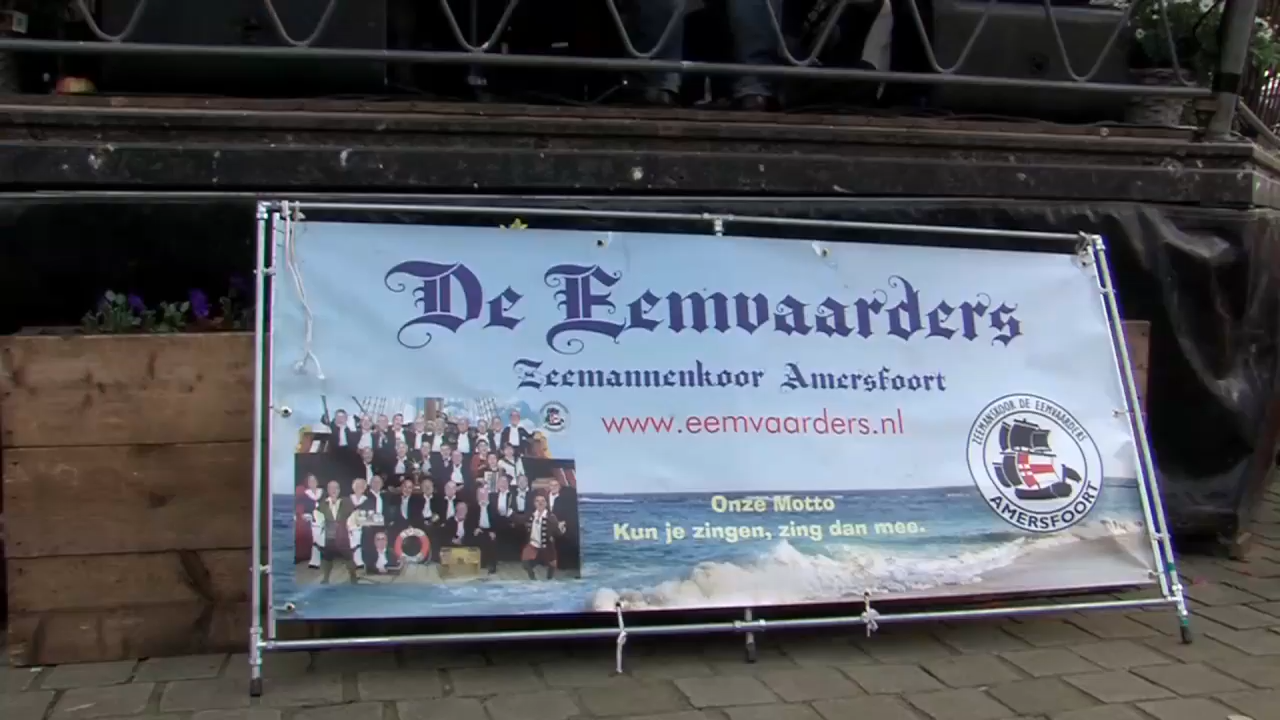 De Eemvaarders
Zeemannenkoor Amersfoort
www.eemvaarders.nl
ZEEMANSKOOR DE EEMVAARDERS
AMERSFOORT
Onze Motto
Kun je zingen, zing dan mee.